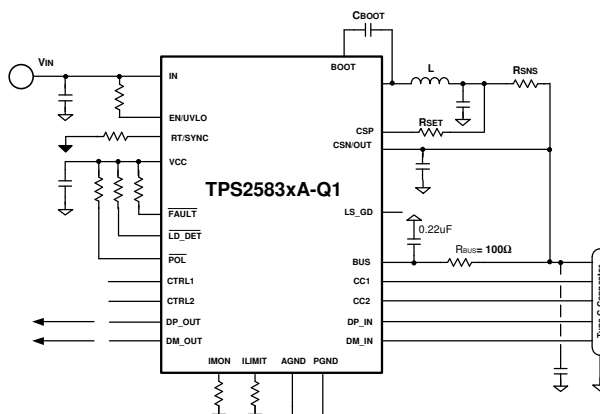 CBOOT
VIN
BOOT
L
RSNS
IN
EN/UVLO
RT/SYNC
CSP
RSET
CSN/OUT
VCC
TPS2583xA-Q1
FAULT
LS_GD
0.22uF
LD_DET
RBUS= 100Ω
POL
BUS
CTRL1
CC1
CTRL2
CC2
DP_OUT
DP_IN
DM_OUT
DM_IN
IMON
ILIMIT
AGND
PGND
Type C Connector